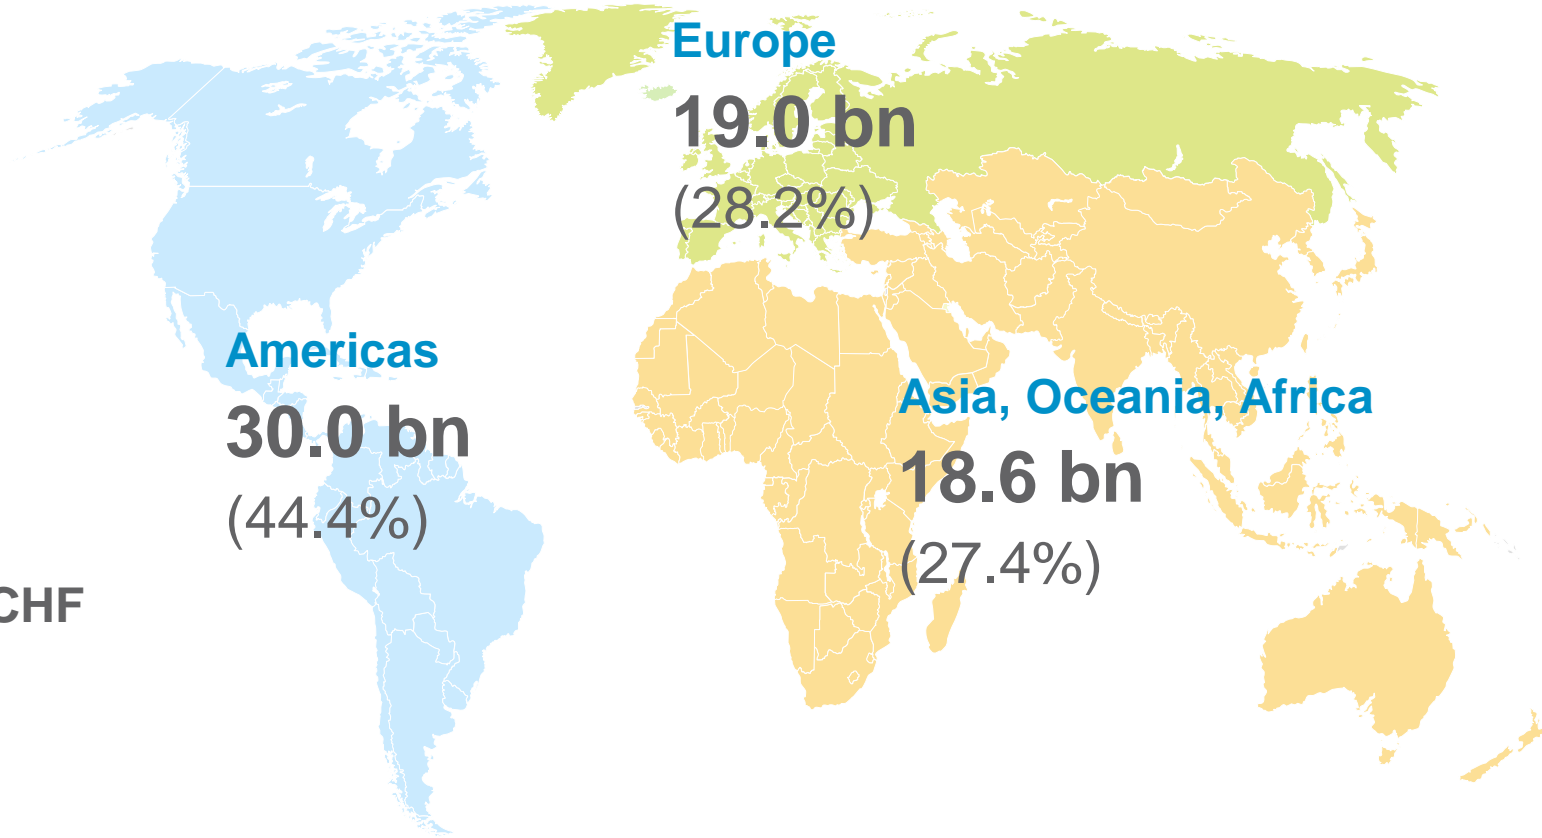 Europe
19.0 bn
(28.2%)
Americas
30.0 bn
(44.4%)
Asia, Oceania, Africa
18.6 bn
(27.4%)
CHF